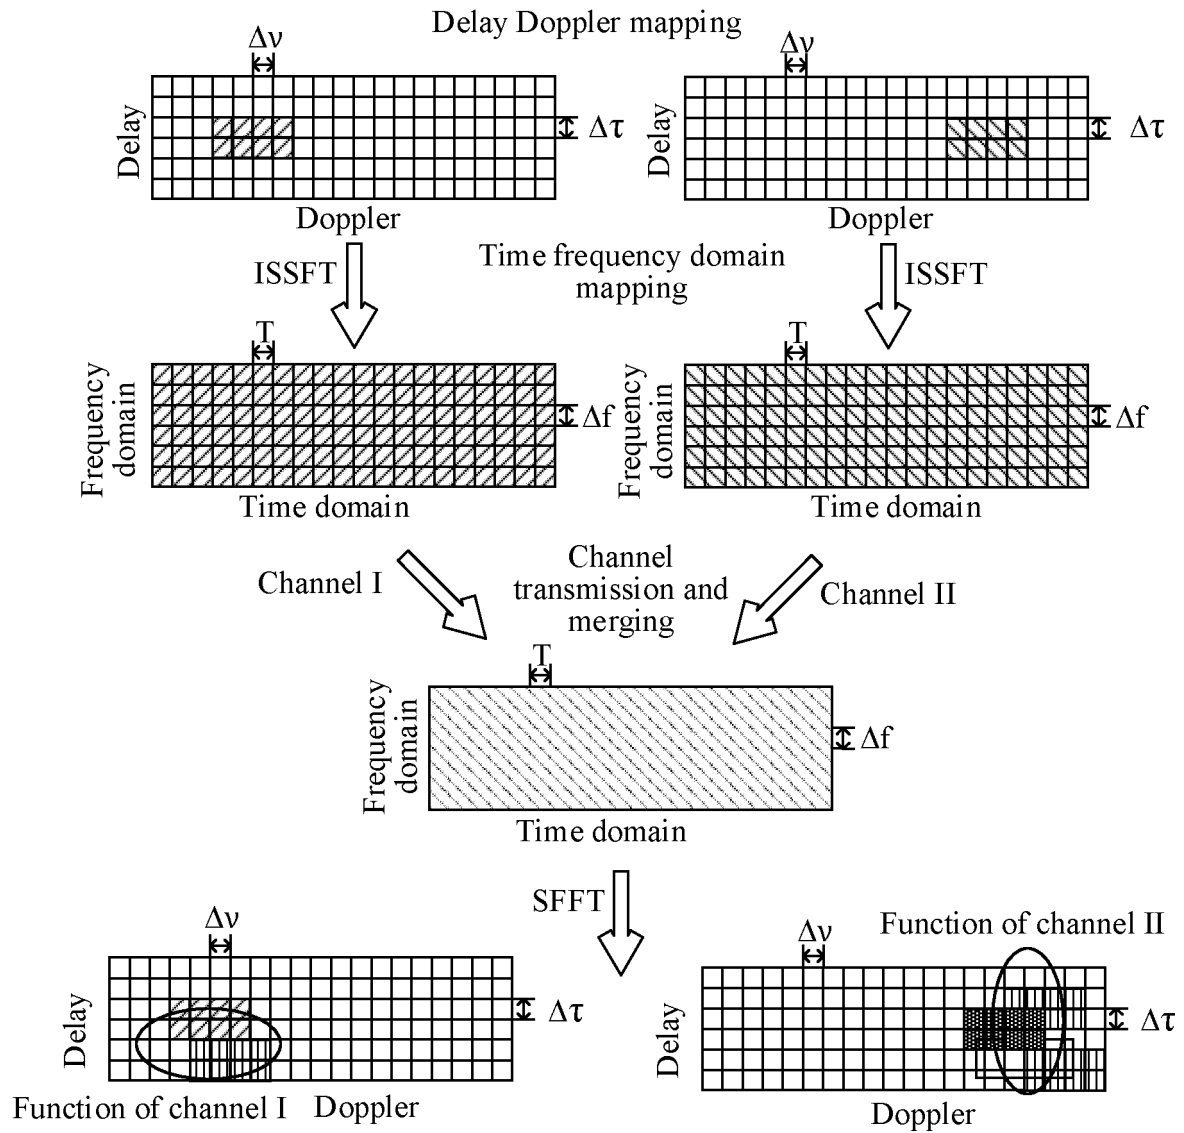 Delay Doppler mapping
Δν
Δν
Delay
Δτ
Delay
Δτ
Doppler
Doppler
ISSFT
Time frequency domain
mapping
ISSFT
T
T
Frequency
domain
Δf
Frequency
domain
Δf
Time domain
Time domain
Channel I
Channel
transmission and
merging
Channel II
T
Frequency
domain
Δf
Time domain
SFFT
Δν
Δν
Function of channel II
Delay
Δτ
Delay
Δτ
Function of channel I
Doppler
Doppler